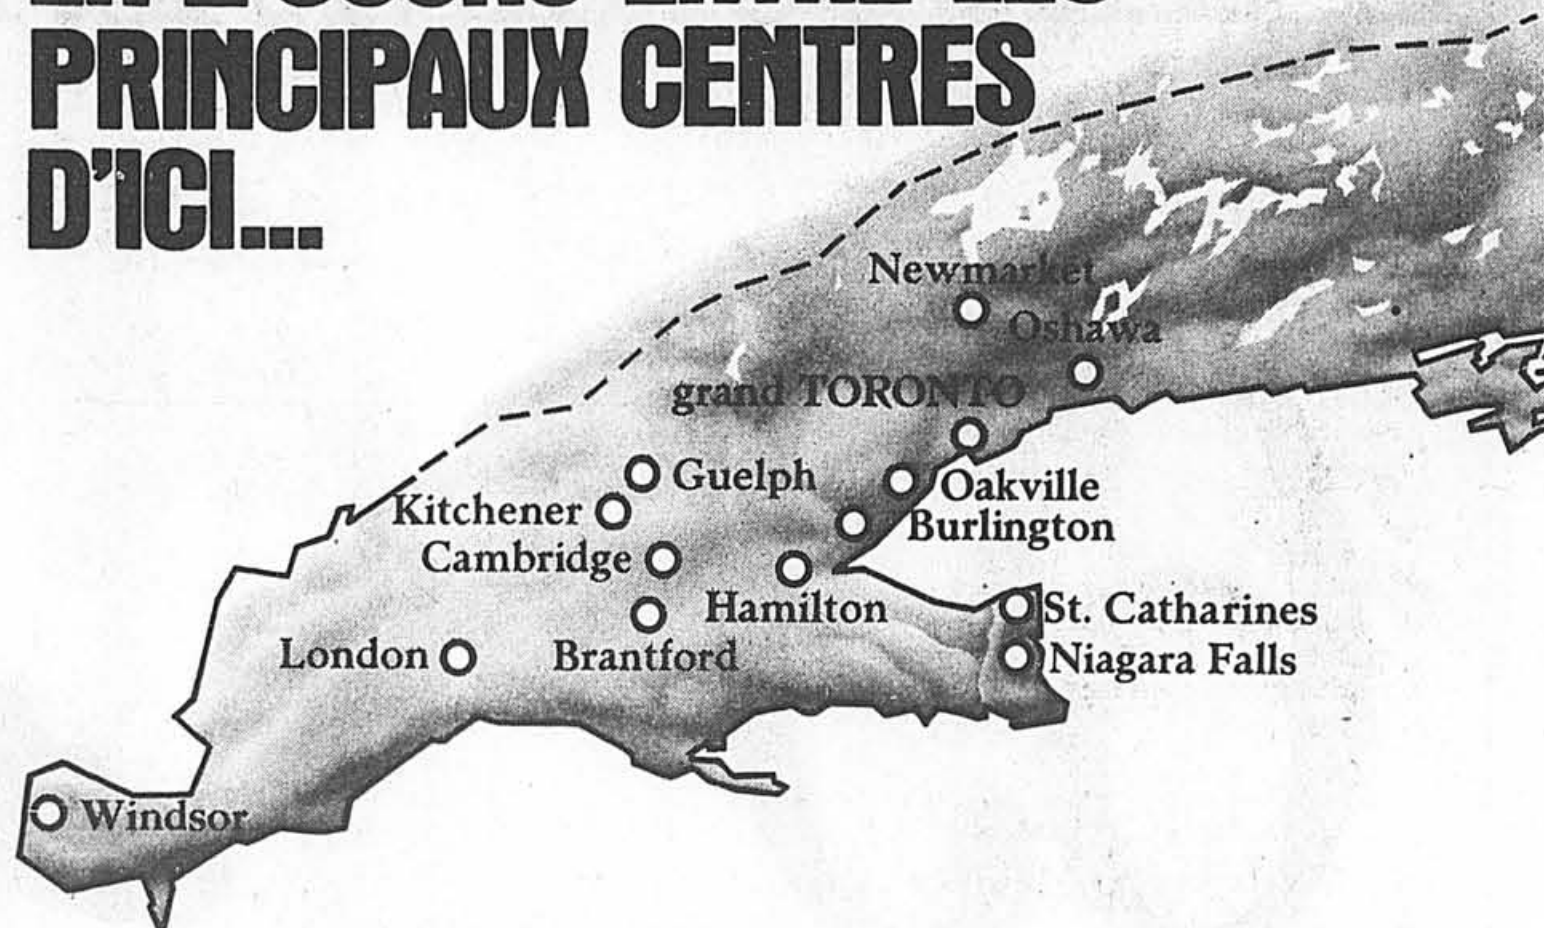 PRINCIPAUX CENTRES
D'ICI...
Newmarket
Oshawa
grand TORONTO
Guelph
Oakville
Kitchener
Burlington
Cambridge
Hamilton
St. Catharines
London
Brantford
Niagara Falls
Windsor